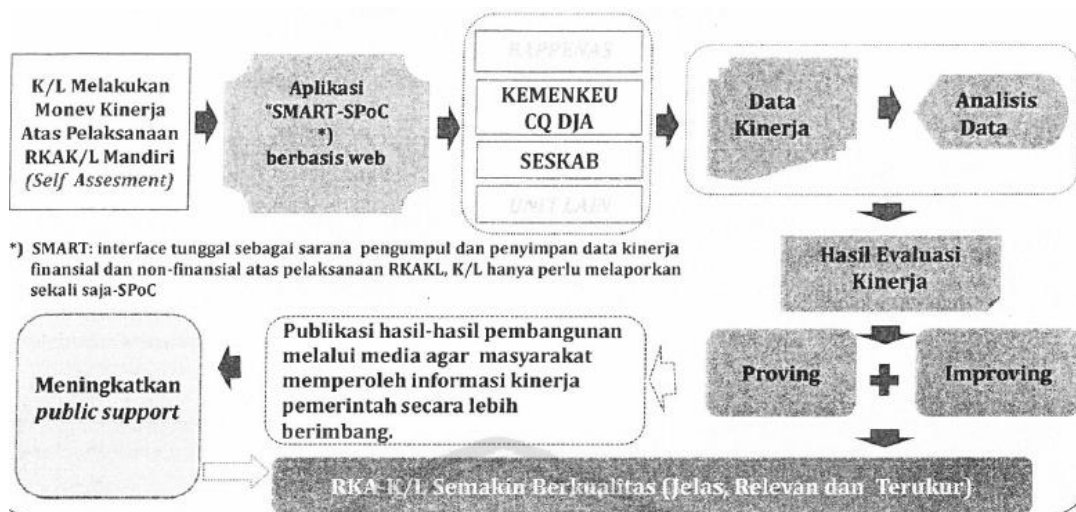 K/L Melakukan
Monev Kinerja
Atas Pelaksanaan
RKAK/L Mandiri
(Self Assesment)
Aplikasi
"SMART-SPoC
*)
berbasis web
BAPPENAS
KEMENKEU
CQ DJA
SESKAB
UNIT LAIN
Data
Kinerja
Analisis
Data
*) SMART: interface tunggal sebagai sarana pengumpul dan penyimpan data kinerja
finansial dan non-finansial atas pelaksanaan RKAKL, K/L hanya perlu melaporkan
sekali saja-SPoC
Hasil Evaluasi
Kinerja
Proving
Improving
Publikasi hasil-hasil pembangunan
melalui media agar masyarakat
memperoleh informasi kinerja
pemerintah secara lebih
berimbang.
Meningkatkan
public support
RKA-K/L Semakin Berkualitas (Jelas, Relevan dan Terukur)